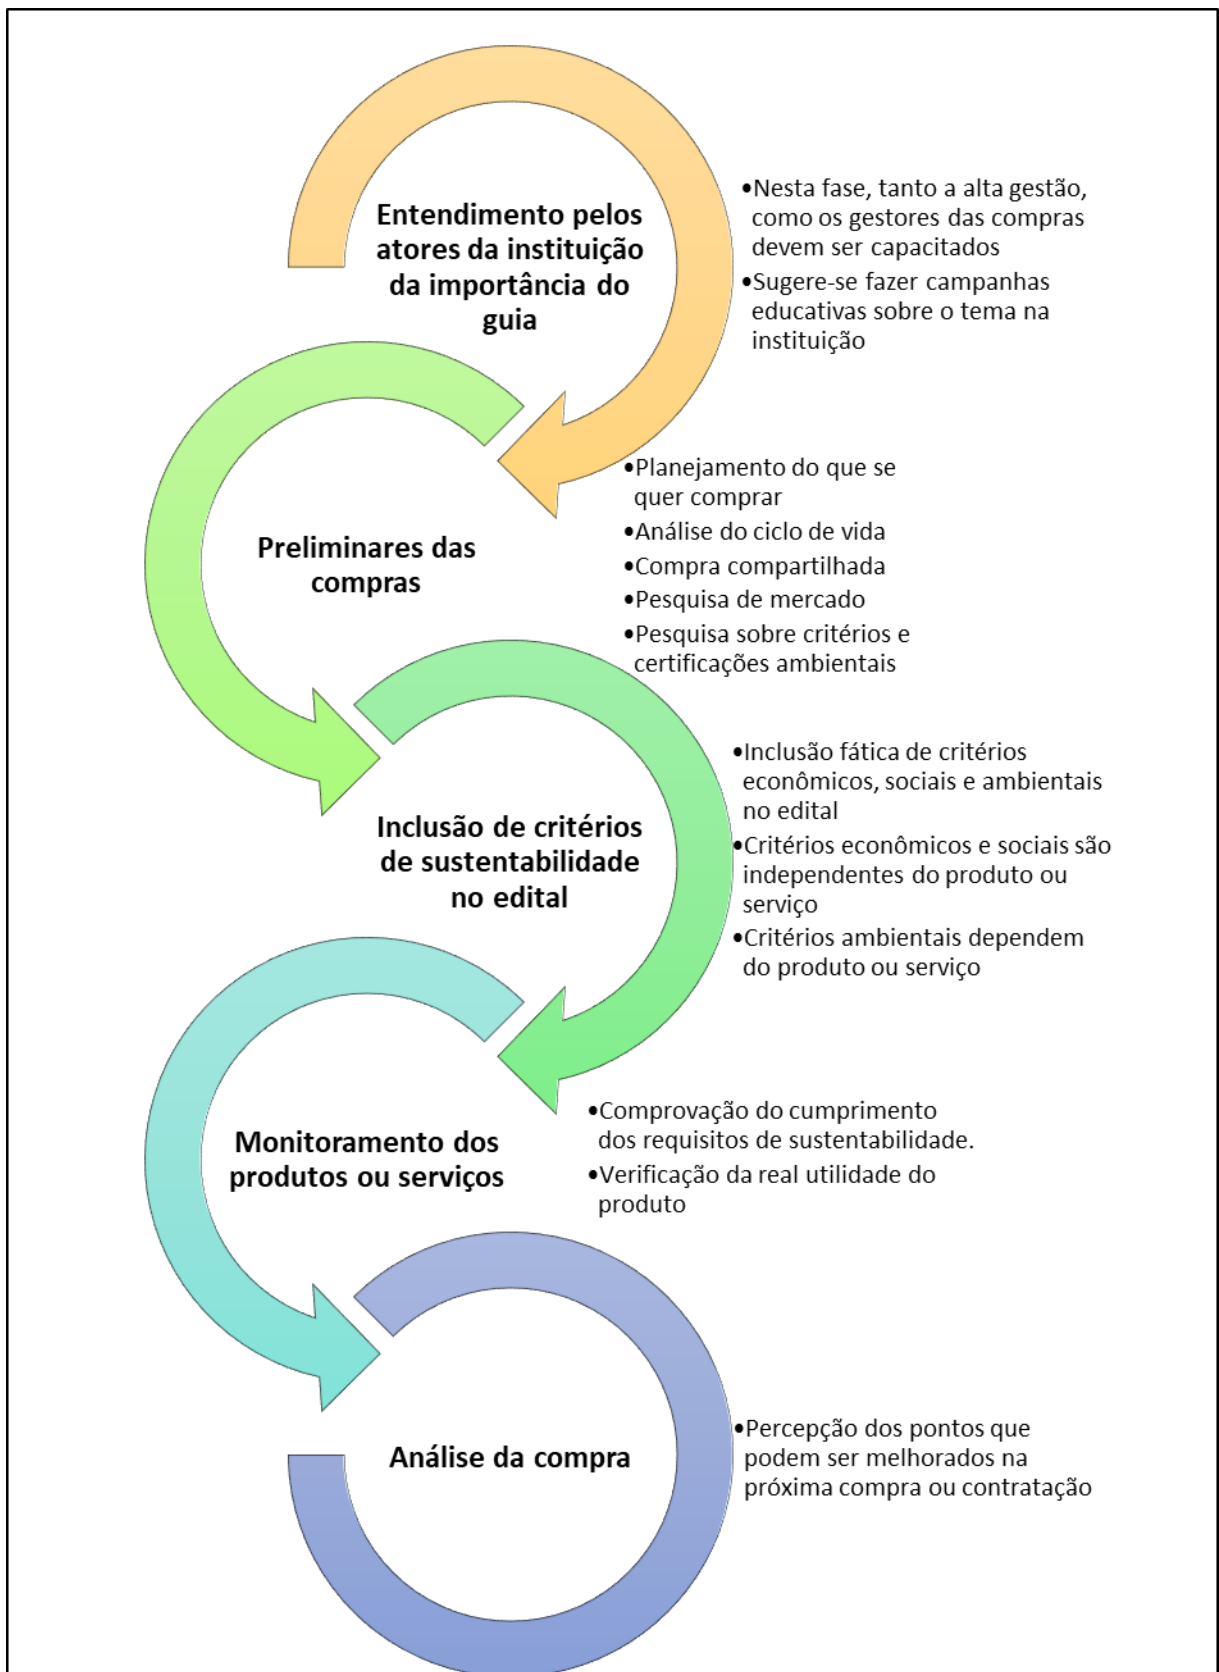 Entendimento pelos
atores da instituição
da importância do
guia
•Nesta fase, tanto a alta gestão,
como os gestores das compras
devem ser capacitados
•Sugere-se fazer campanhas
educativas sobre o tema na
instituição
Preliminares das
compras
•Planejamento do que se
quer comprar
•Análise do ciclo de vida
•Compra compartilhada
•Pesquisa de mercado
•Pesquisa sobre critérios e
certificações ambientais
Inclusão de critérios
de sustentabilidade
no edital
•Inclusão fática de critérios
econômicos, sociais e ambientais
no edital
•Critérios econômicos e sociais são
independentes do produto ou
serviço
•Critérios ambientais dependem
do produto ou serviço
Monitoramento dos
produtos ou serviços
•Comprovação do cumprimento
dos requisitos de sustentabilidade.
•Verificação da real utilidade do
produto
Análise da compra
•Percepção dos pontos que
podem ser melhorados na
próxima compra ou contratação